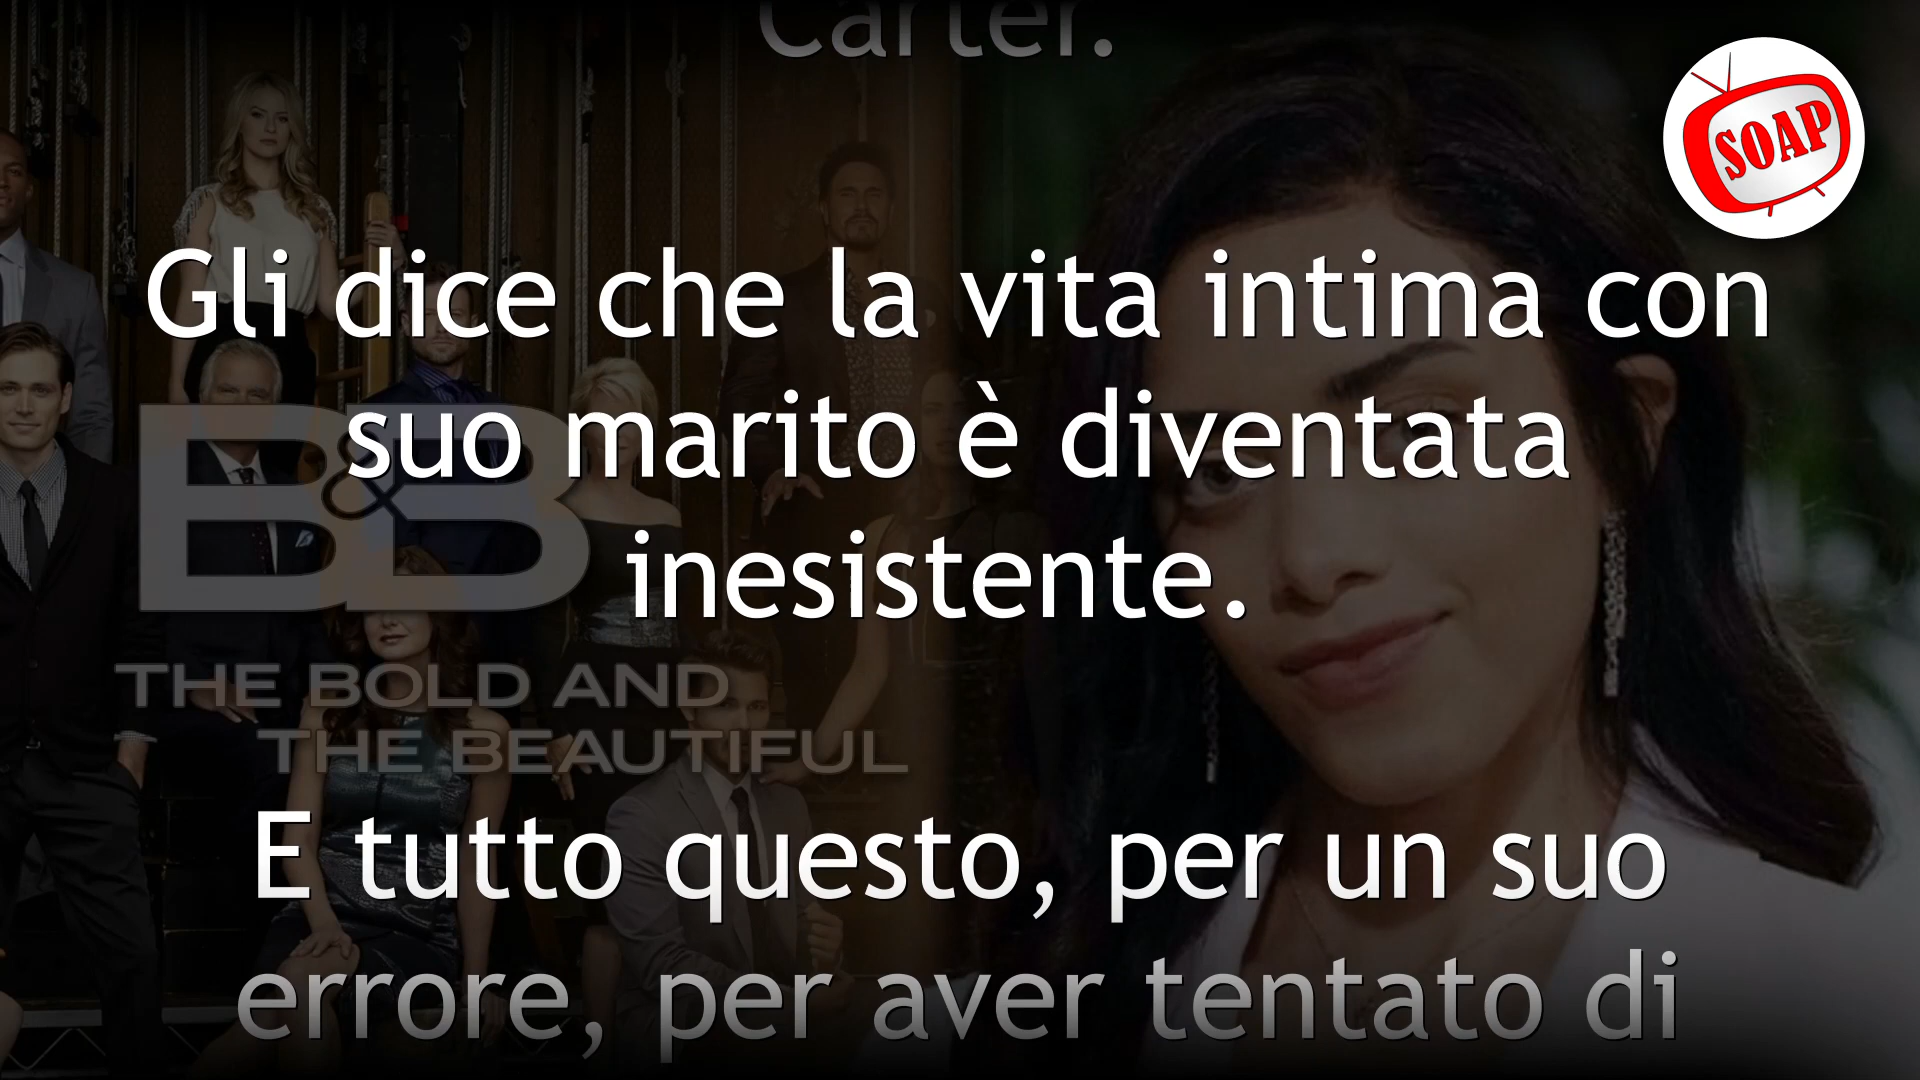 Carter.
SOAP
Gli dice che la vita intima con
suo marito è diventata
inesistente.
B&B
THE BOLD AND
THE BEAUTIFUL
E tutto questo, per un suo
errore, per aver tentato di